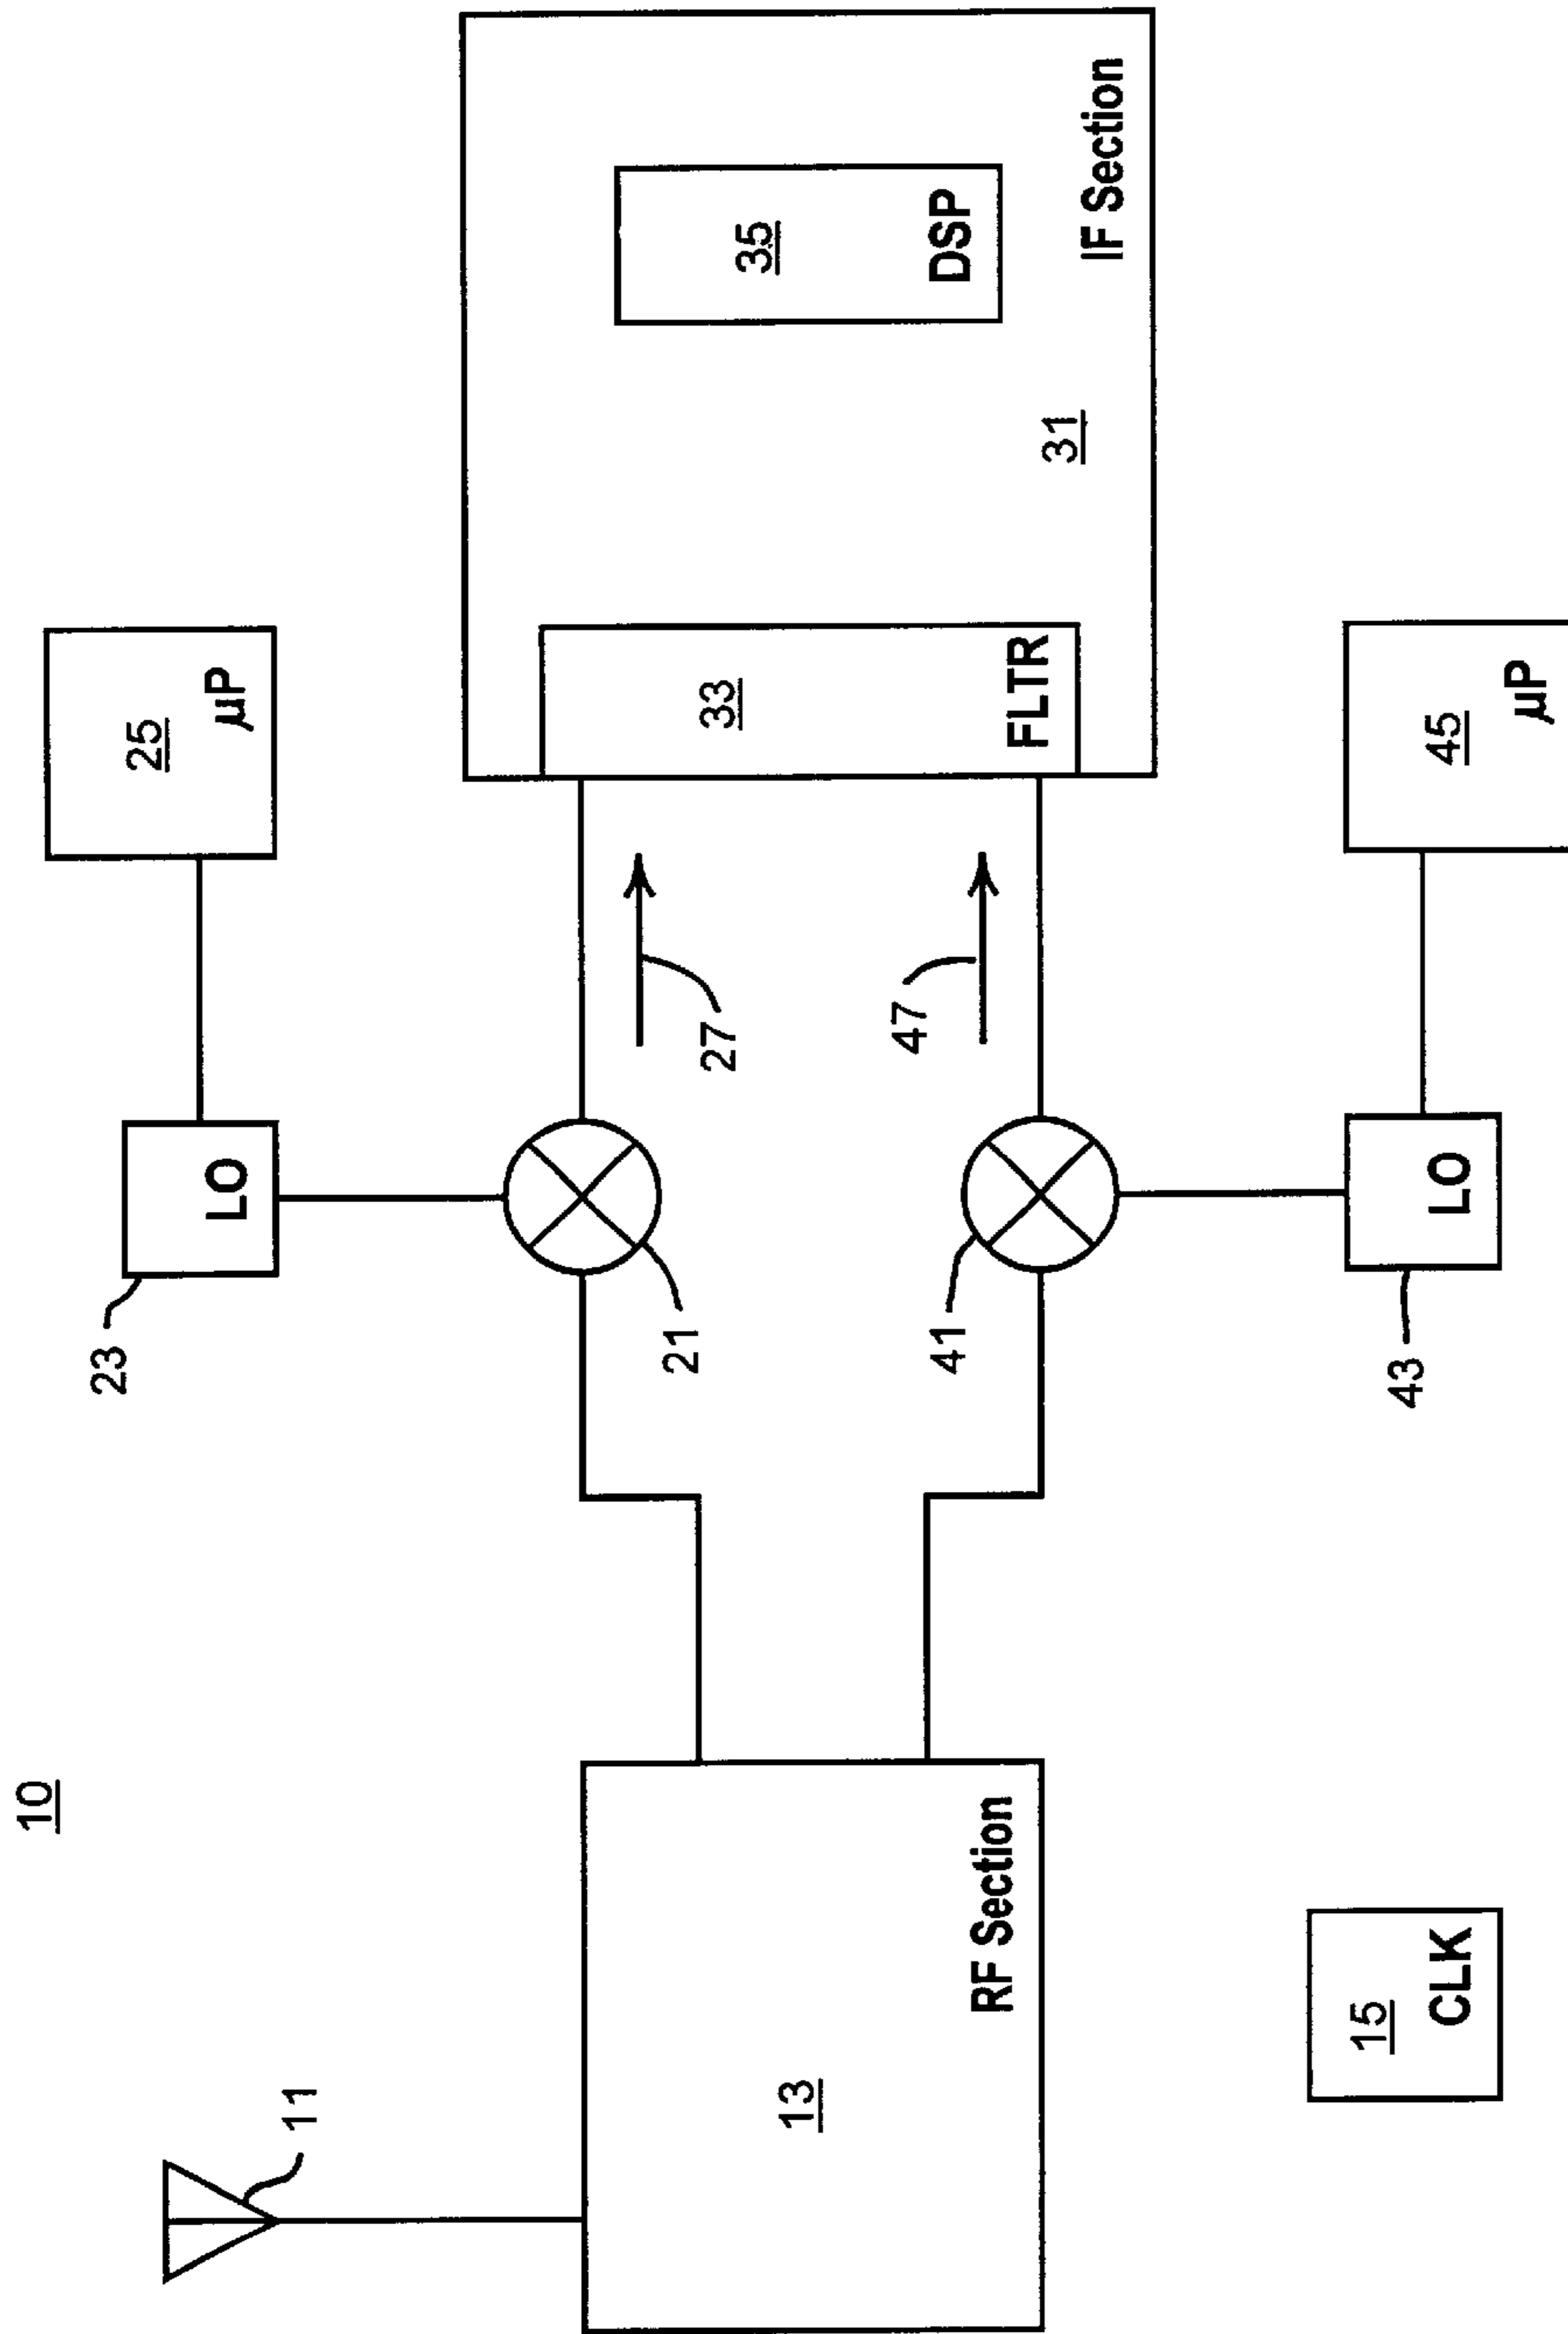 10
11
13
RF Section
15
CLK
23
LO
25
μP
21
27
41
47
43
LO
45
μP
33
FLTR
31
35
DSP
IF Section